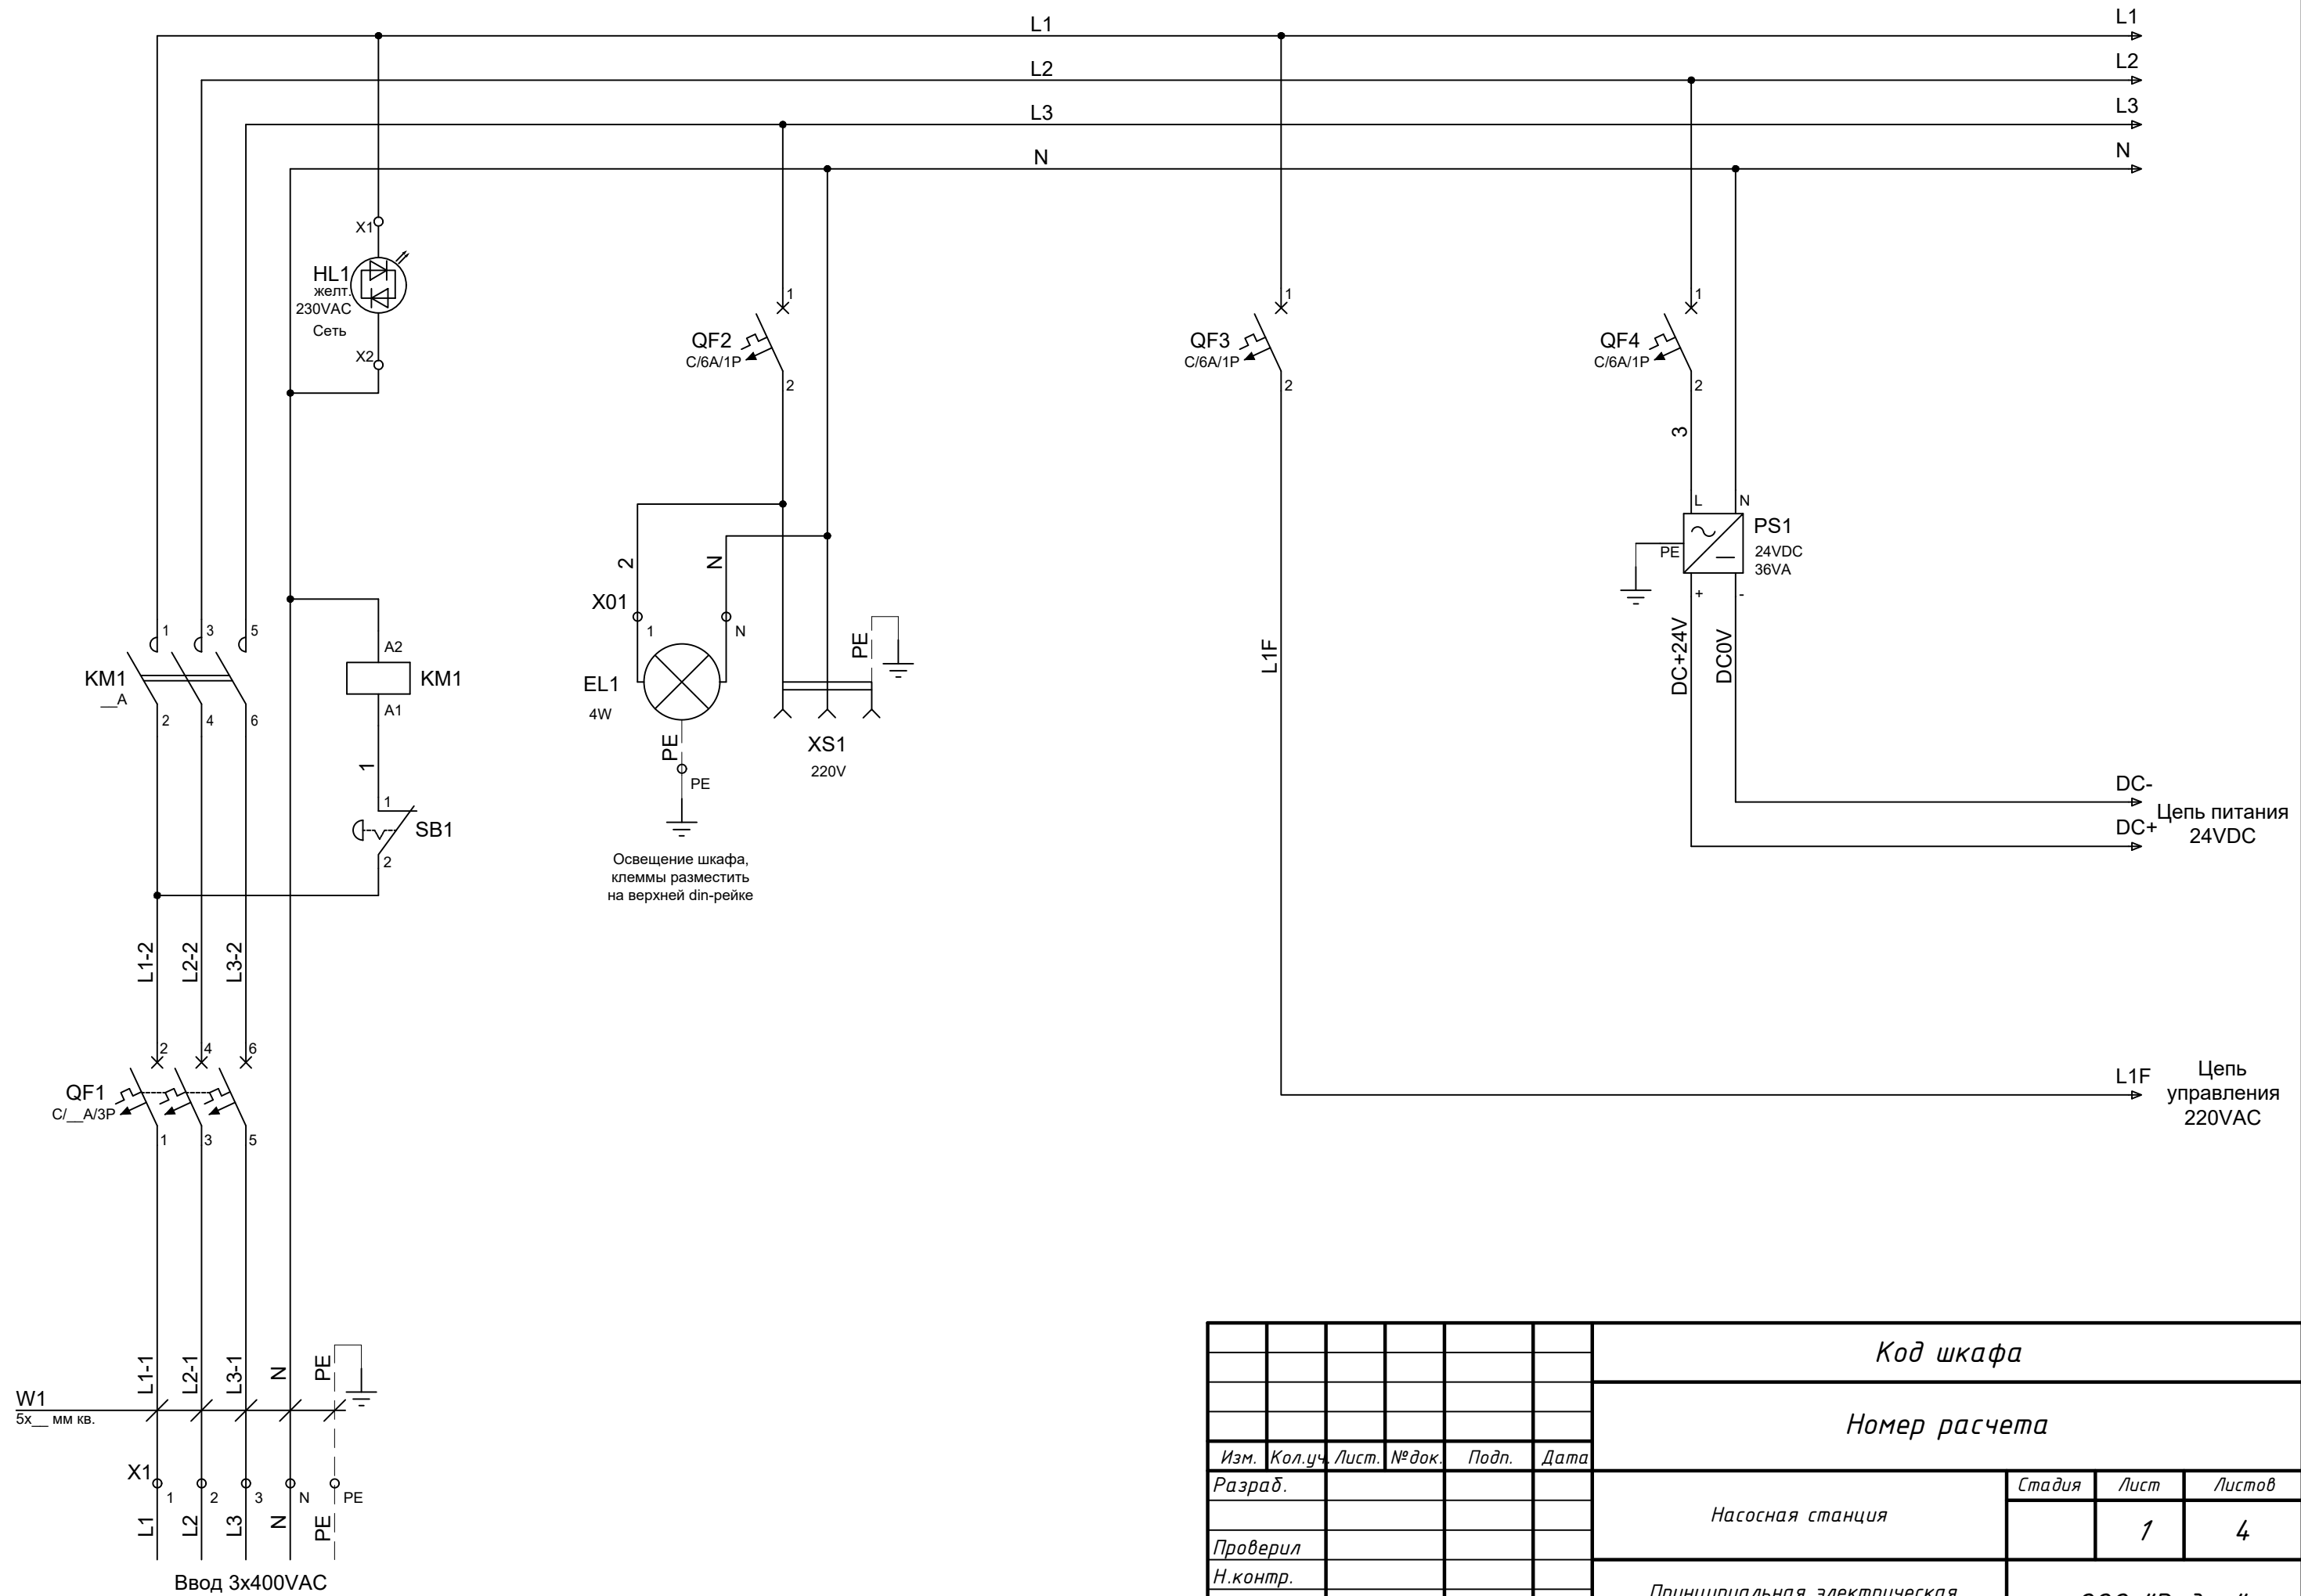 L1
L1
L2
L2
L3
L3
N
N
X1
HL1
желт.
230VAC
Сеть
X2
1
QF2
C/6A/1P
2
1
QF3
C/6A/1P
2
1
QF4
C/6A/1P
2
3
L
N
PS1
24VDC
36VA
PE
+
-
DC+24V
DC0V
2
N
X01
1
N
EL1
4W
PE
PE
PE
XS1
220V
Освещение шкафа,
клеммы разместить
на верхней din-рейке
L1F
1
3
5
KM1
__A
2
4
6
A2
KM1
A1
1
1
SB1
2
DC-
DC+
Цепь питания
24VDC
L1-2
L2-2
L3-2
2
4
6
QF1
C/__A/3P
1
3
5
L1F
Цепь
управления
220VAC
L1-1
L2-1
L3-1
N
PE
W1
5x__ мм кв.
X1
1
2
3
N
PE
L1
L2
L3
N
PE
Ввод 3x400VAC
Код шкафа
Номер расчета
Изм. Кол.уч. Лист. №док. Подп. Дата
Разраб.
Насосная станция
Стадия Лист Листов
1 4
Проверил
Н.контр.
Принципиальная электрическая